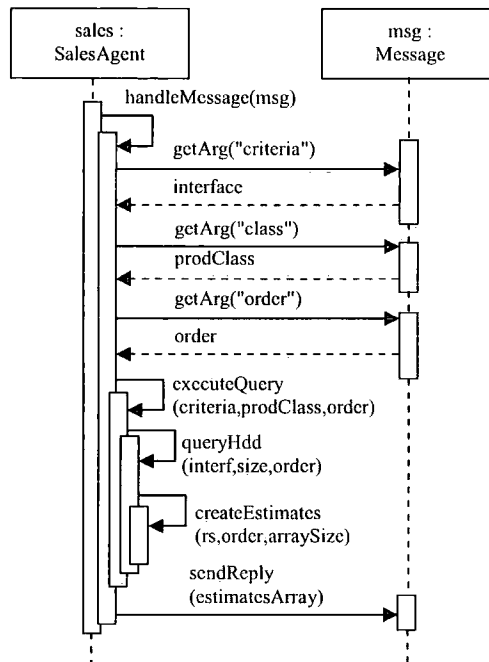 sales :
SalesAgent
msg :
Message
handleMessage(msg)
getArg("criteria")
interface
getArg("class")
prodClass
getArg("order")
order
executeQuery
(criteria,prodClass,order)
queryHdd
(interf,size,order)
createEstimates
(rs,order,arraySize)
sendReply
(estimatesArray)